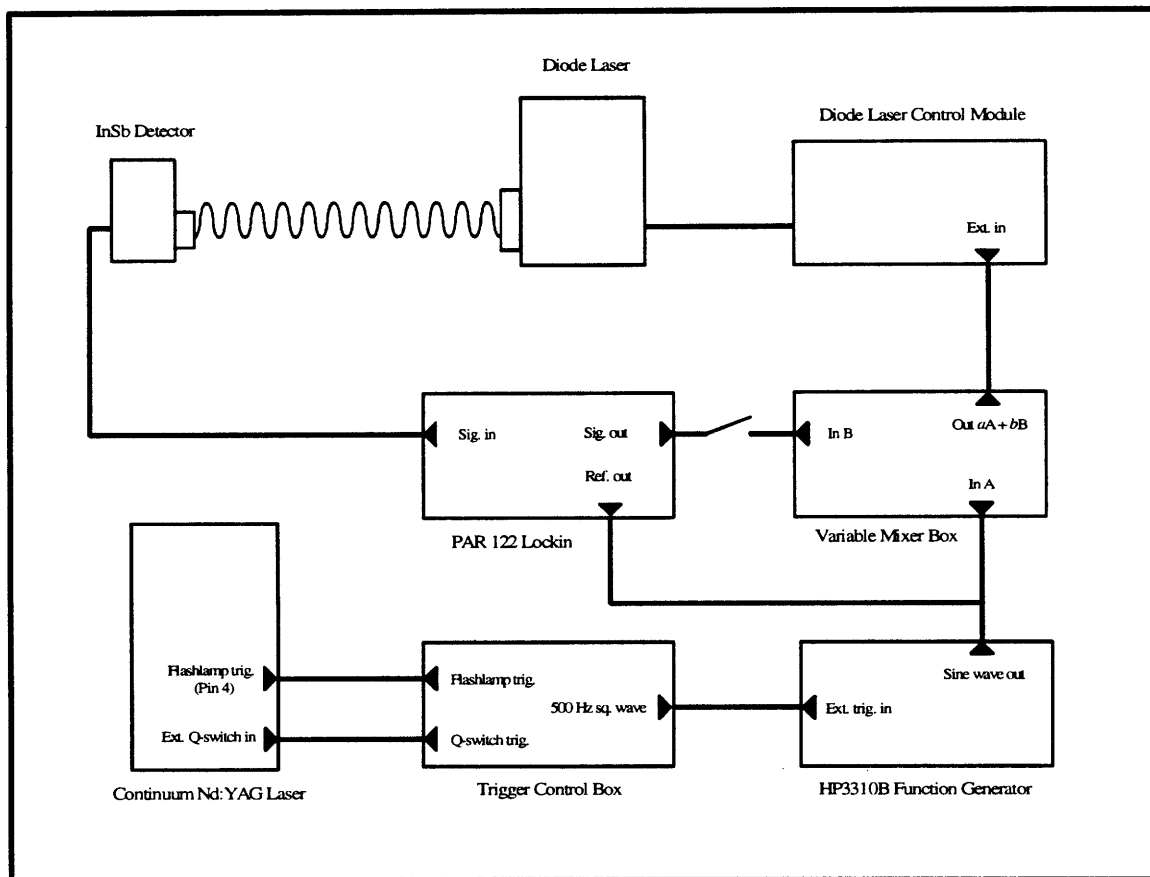 Diode Laser
InSb Detector
Diode Laser Control Module
Ext. in
Sig. in
Sig. out
In B
Out aA + bB
Ref. out
In A
PAR 122 Lockin
Variable Mixer Box
Flashlamp trig.
(Pin 4)
Flashlamp trig.
Sine wave out
500 Hz sq. wave
Ext. trig. in
Ext. Q-switch in
Q-switch trig.
Continuum Nd:YAG Laser
Trigger Control Box
HP3310B Function Generator